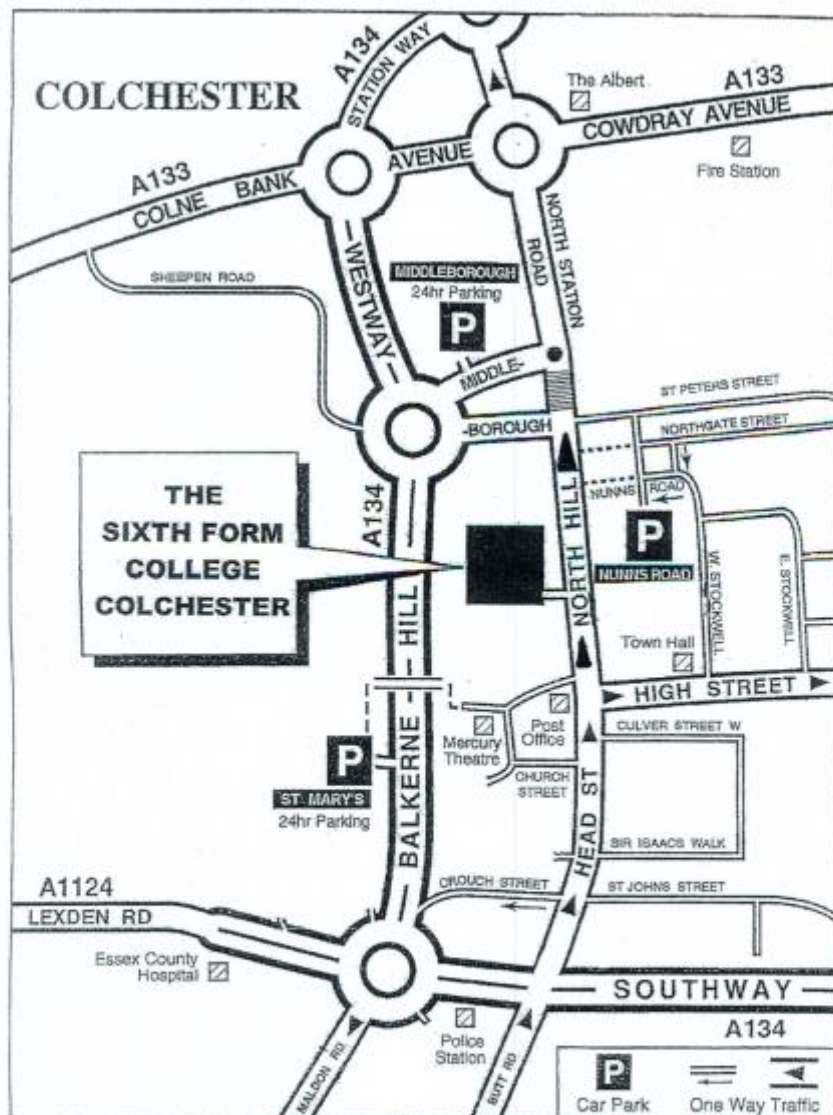 COLCHESTER
A134
STATION WAY
The Albert
A133
COWDRAY AVENUE
Fire Station
A133
COLNE BANK
AVENUE
SHEEPEN ROAD
WESTWAY
MIDDLEBOROUGH
24hr Parking
P
NORTH STATION
ROAD
MIDDLE-
-BOROUGH
ST PETERS STREET
NORTHGATE STREET
NUNNS
ROAD
P
NUNNS ROAD
THE
SIXTH FORM
COLLEGE
COLCHESTER
A134
NORTH HILL
W. STOCKWELL
E. STOCKWELL
Town Hall
HIGH STREET
BALKERNE HILL
Mercury
Theatre
Post
Office
CULVER STREET W
CHURCH
STREET
P
ST MARY'S
24hr Parking
HEAD ST
SIR ISAACS WALK
A1124
LEXDEN RD
CROUCH STREET
ST JOHNS STREET
Essex County
Hospital
SOUTHWAY
A134
Police
Station
MALDON RD
BUTT RD
P
Car Park
One Way Traffic